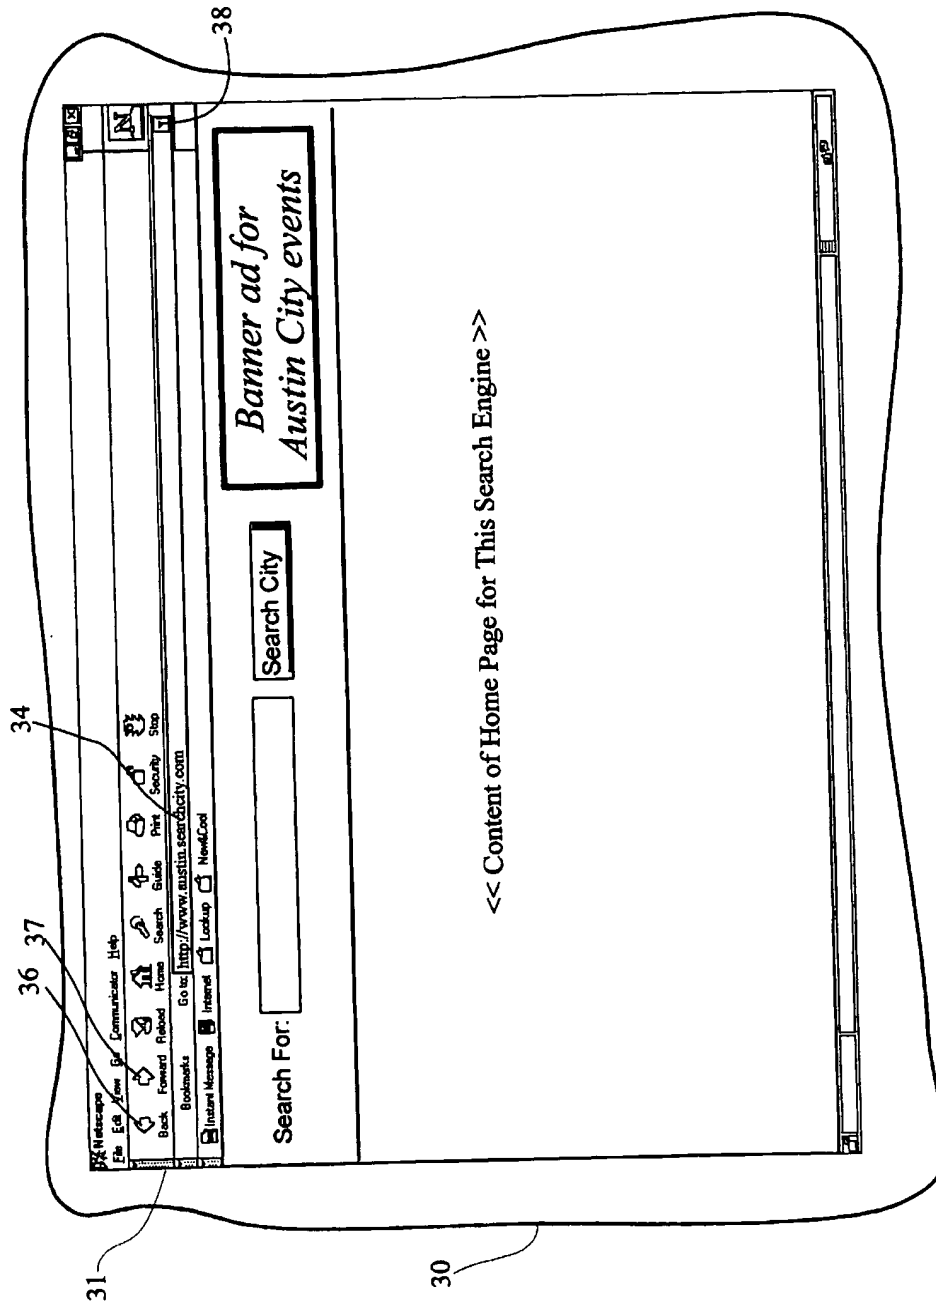 38
34
37
36
31
30
Netscape
File Edit View Go Communicator Help
Back Forward Reload Home Search Guide Print Security Stop
N
Bookmarks Go to: http://www.austin.searchcity.com
Instant Message Internet Lookup New&Cool
Search For: Search City
Banner ad for
Austin City events
<< Content of Home Page for This Search Engine >>